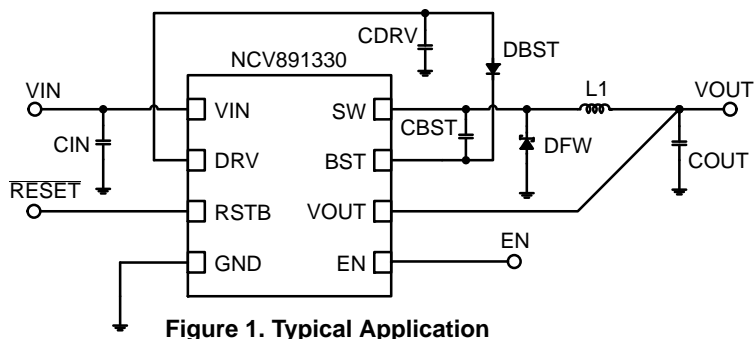 CDRV
DBST
NCV891330
L1
VIN
VOUT
VIN
SW
CIN
CBST
DRV
BST
DFW
COUT
RESET
RSTB
VOUT
EN
GND
EN
Figure 1. Typical Application